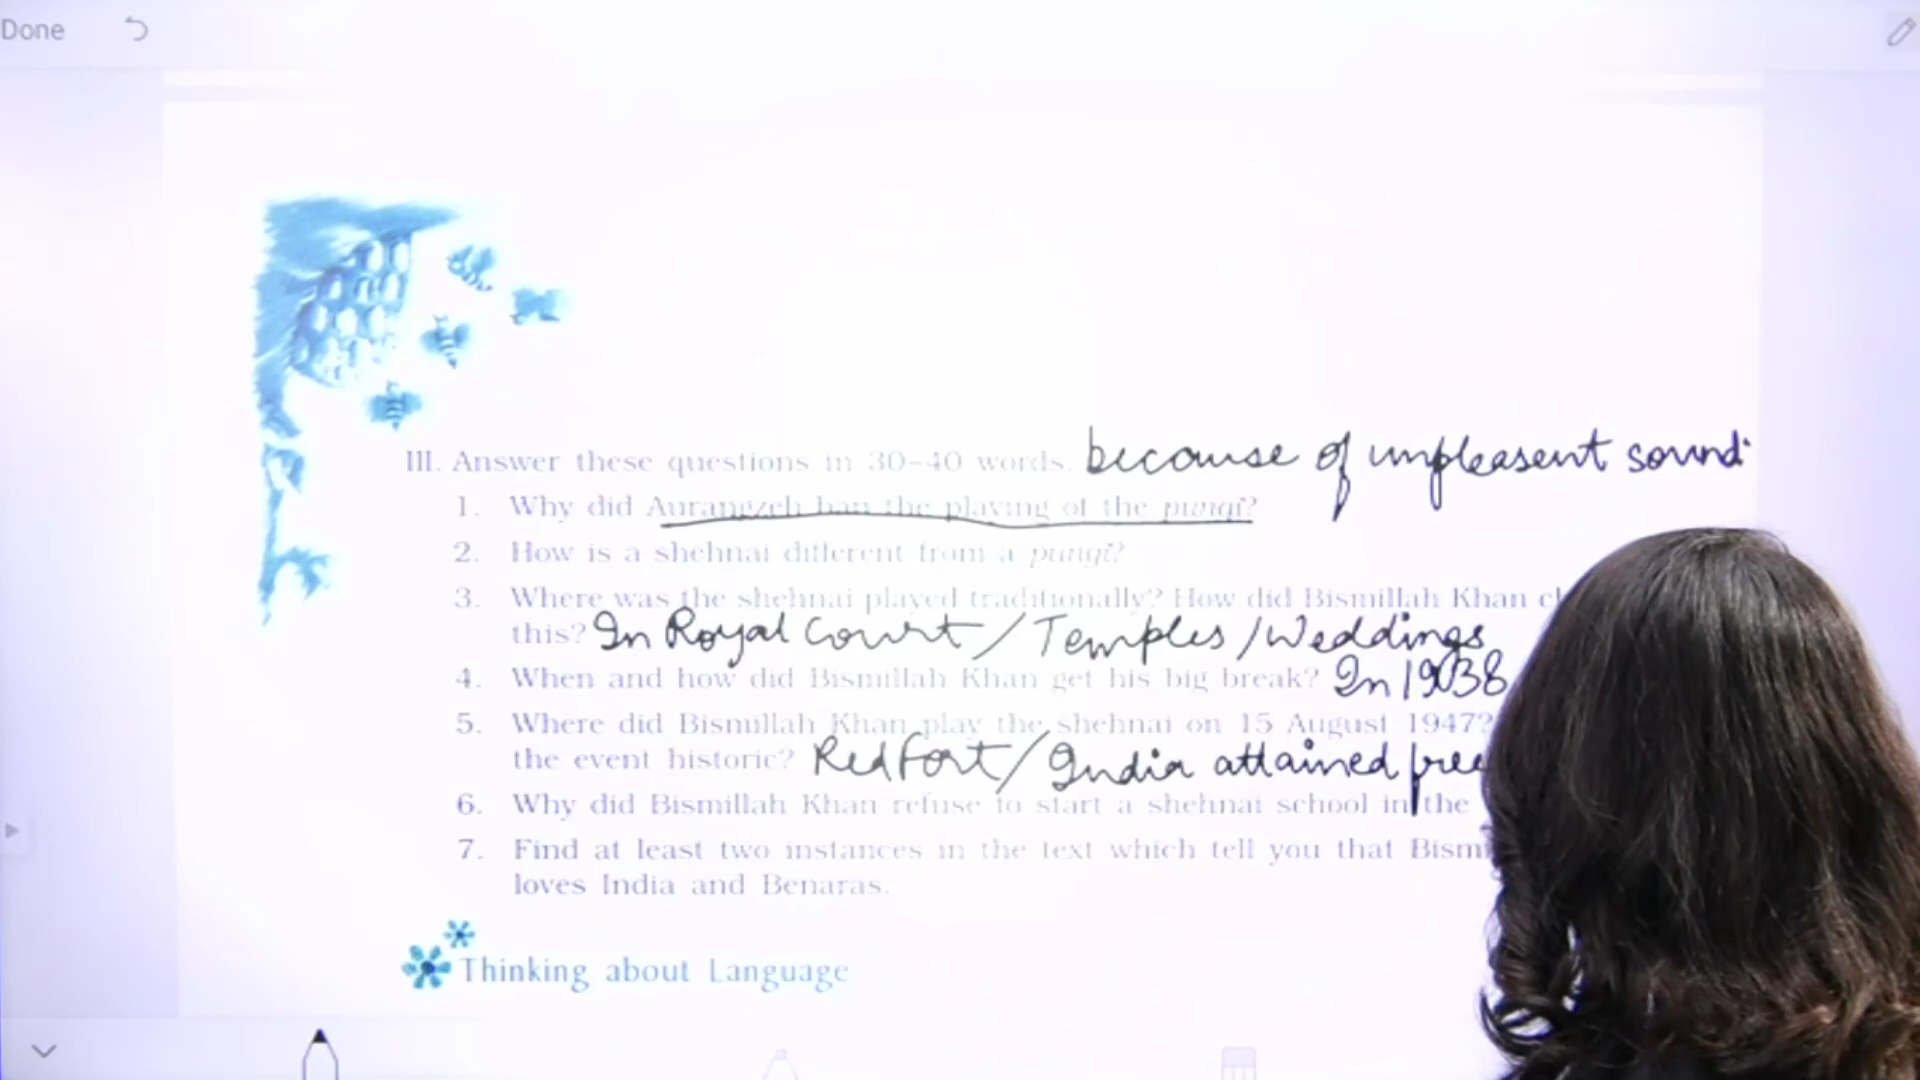 Done
III. Answer these questions in 30-40 words. because of unpleasent sound.
1. Why did Aurangzeb ban the playing of the pungi?
2. How is a shehnai different from a pungi?
3. Where was the shehnai played traditionally? How did Bismillah Khan
this? In Royal Court / Temples / Weddings
4. When and how did Bismillah Khan get his big break? In 1938
5. Where did Bismillah Khan play the shehnai on 15 August 1947?
the event historic? Red Fort / India attained free
6. Why did Bismillah Khan refuse to start a shehnai school in the
7. Find at least two instances in the text which tell you that Bism
loves India and Benaras.
Thinking about Language